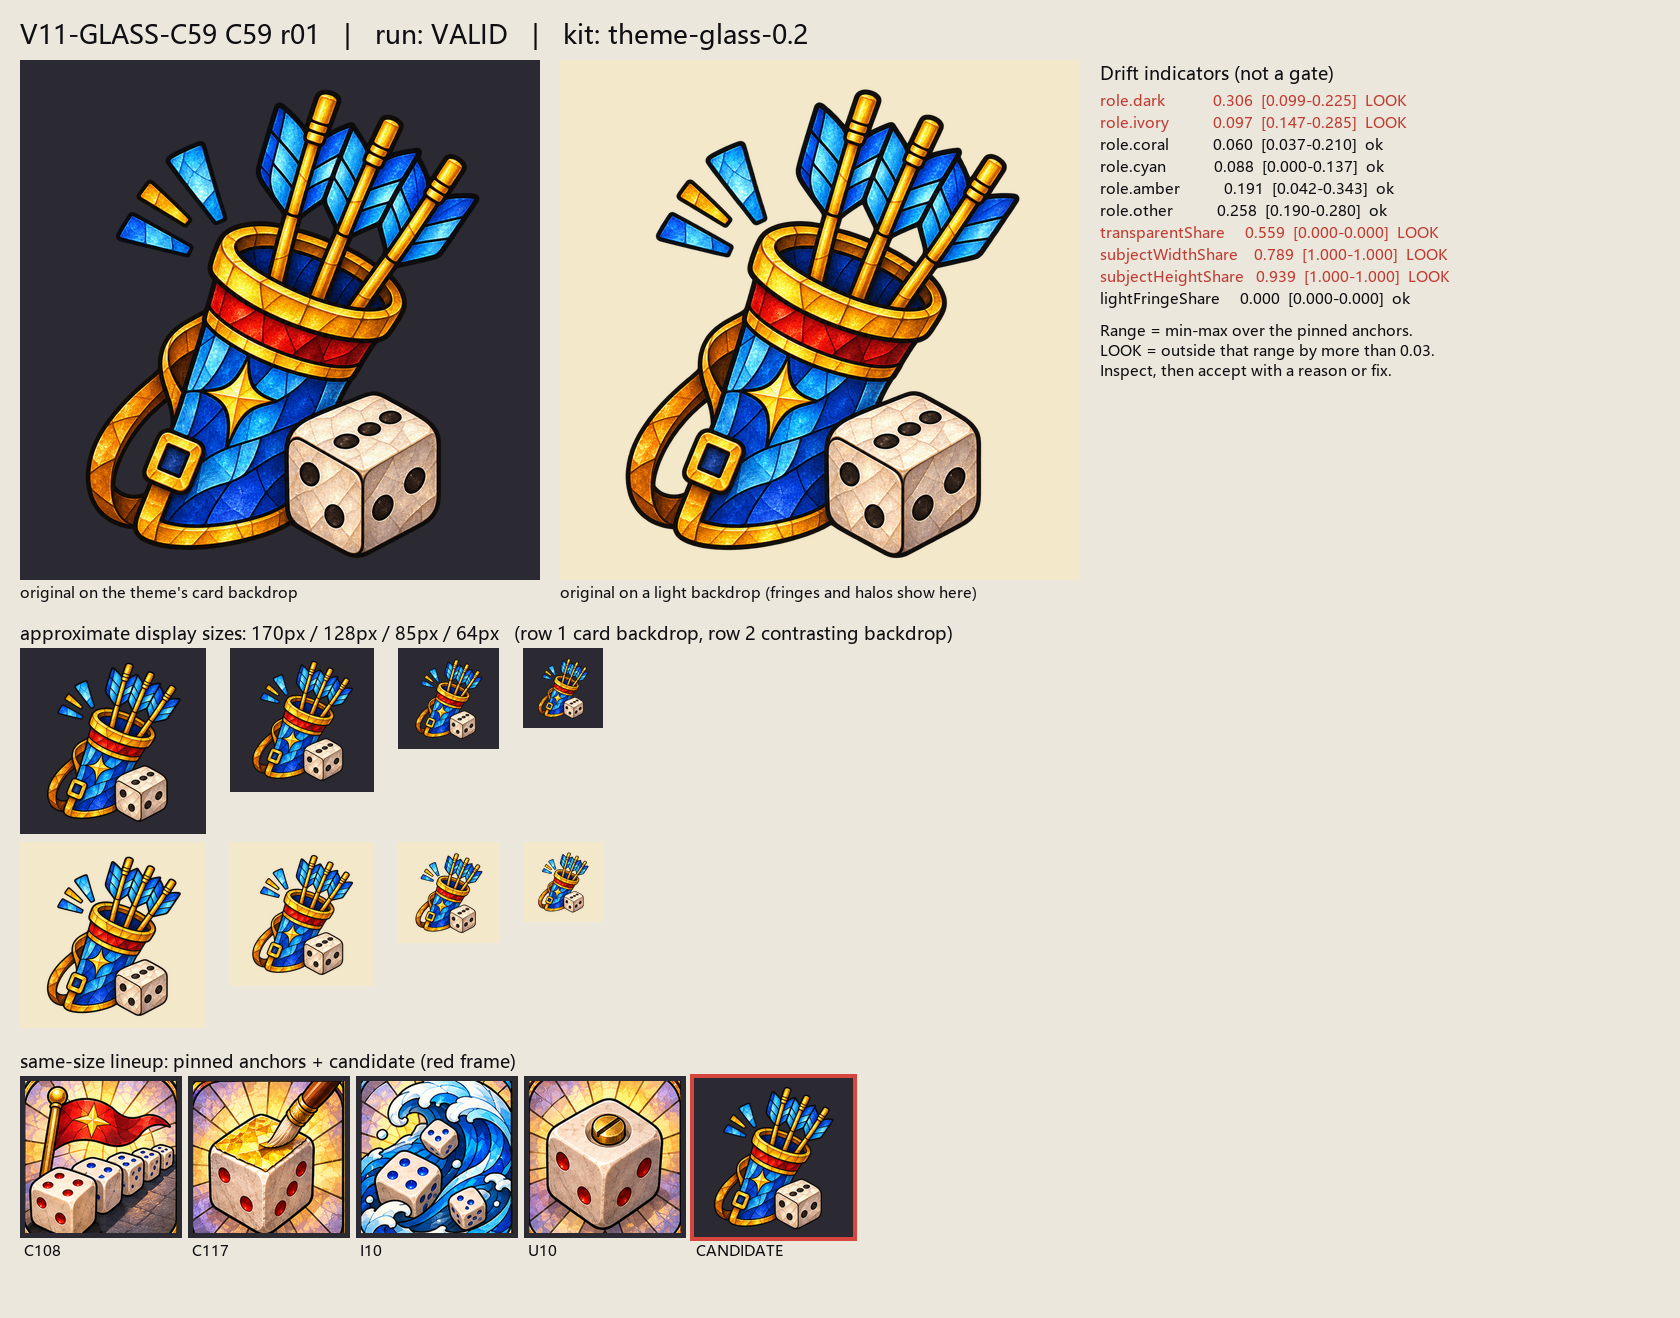 V11-GLASS-C59 C59 r01   |   run: VALID   |   kit: theme-glass-0.2
Drift indicators (not a gate)
role.dark 0.306 [0.099-0.225] LOOK
role.ivory 0.097 [0.147-0.285] LOOK
role.coral 0.060 [0.037-0.210] ok
role.cyan 0.088 [0.000-0.137] ok
role.amber 0.191 [0.042-0.343] ok
role.other 0.258 [0.190-0.280] ok
transparentShare 0.559 [0.000-0.000] LOOK
subjectWidthShare 0.789 [1.000-1.000] LOOK
subjectHeightShare 0.939 [1.000-1.000] LOOK
lightFringeShare 0.000 [0.000-0.000] ok
Range = min-max over the pinned anchors.
LOOK = outside that range by more than 0.03.
Inspect, then accept with a reason or fix.
original on the theme's card backdrop
original on a light backdrop (fringes and halos show here)
approximate display sizes: 170px / 128px / 85px / 64px   (row 1 card backdrop, row 2 contrasting backdrop)
same-size lineup: pinned anchors + candidate (red frame)
C108
C117
I10
U10
CANDIDATE